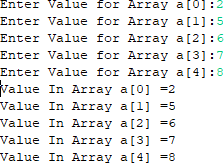 Enter Value for Array a[0]:2
Enter Value for Array a[1]:5
Enter Value for Array a[2]:6
Enter Value for Array a[3]:7
Enter Value for Array a[4]:8
Value In Array a[0] =2
Value In Array a[1] =5
Value In Array a[2] =6
Value In Array a[3] =7
Value In Array a[4] =8